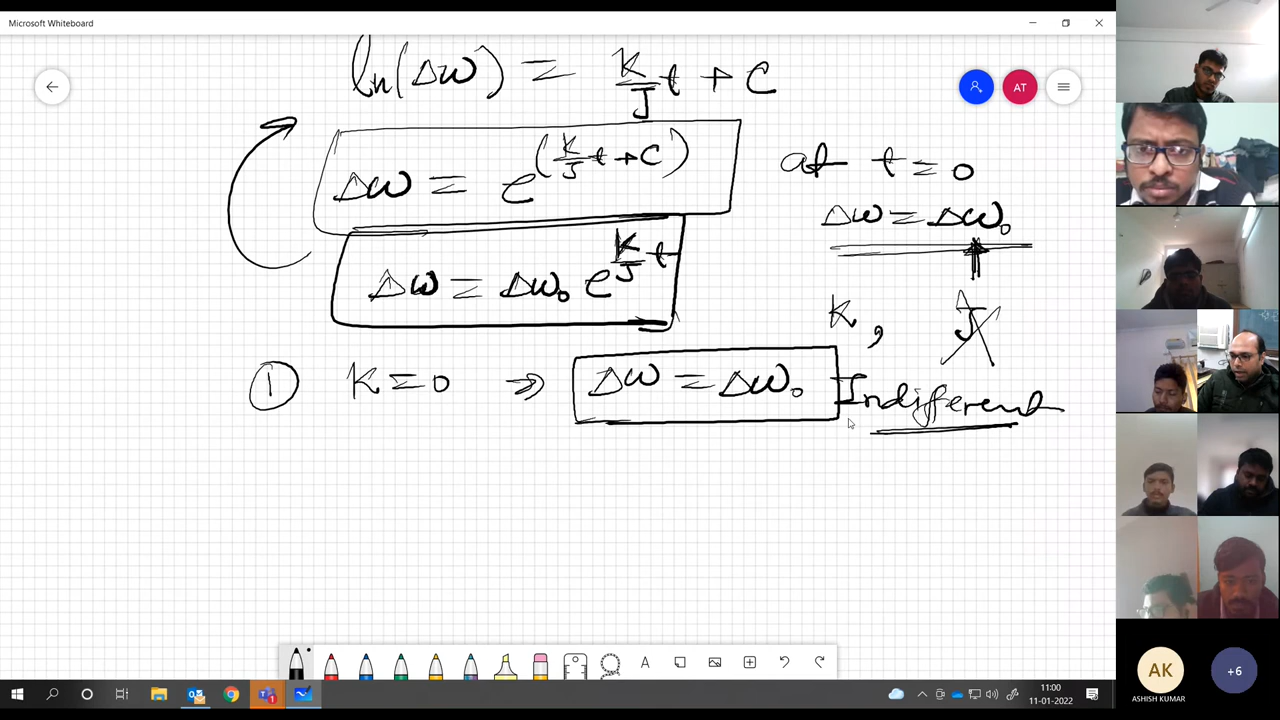 Microsoft Whiteboard
ln(Δω) = K/J t + C
Δω = e^(K/J t + C)
at t = 0
Δω = Δω₀
Δω = Δω₀ e^(K/J t)
K, J
① K = 0 ⇒ Δω = Δω₀ Indifferent
AT
A
AK
ASHISH KUMAR
+6
1
11:00
11-01-2022